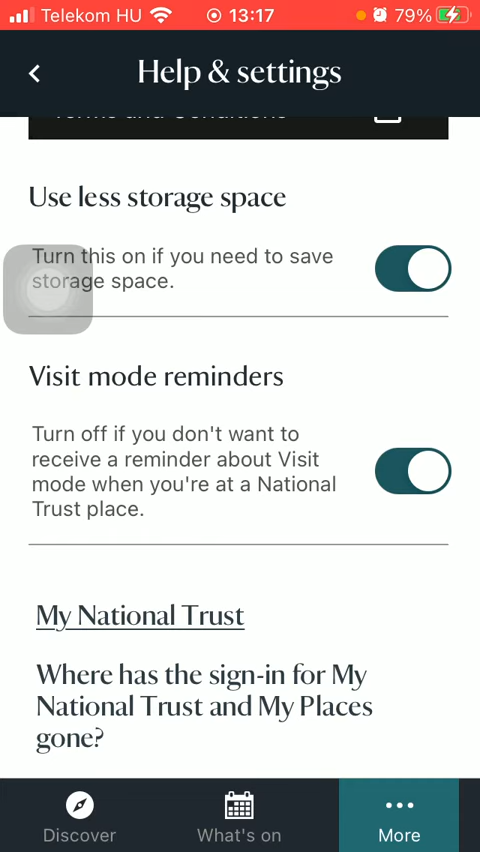 Telekom HU 13:17 79%
Help & settings
Terms and Conditions
Use less storage space
Turn this on if you need to save
storage space.
Visit mode reminders
Turn off if you don't want to
receive a reminder about Visit
mode when you're at a National
Trust place.
My National Trust
Where has the sign-in for My
National Trust and My Places
gone?
Discover What's on More